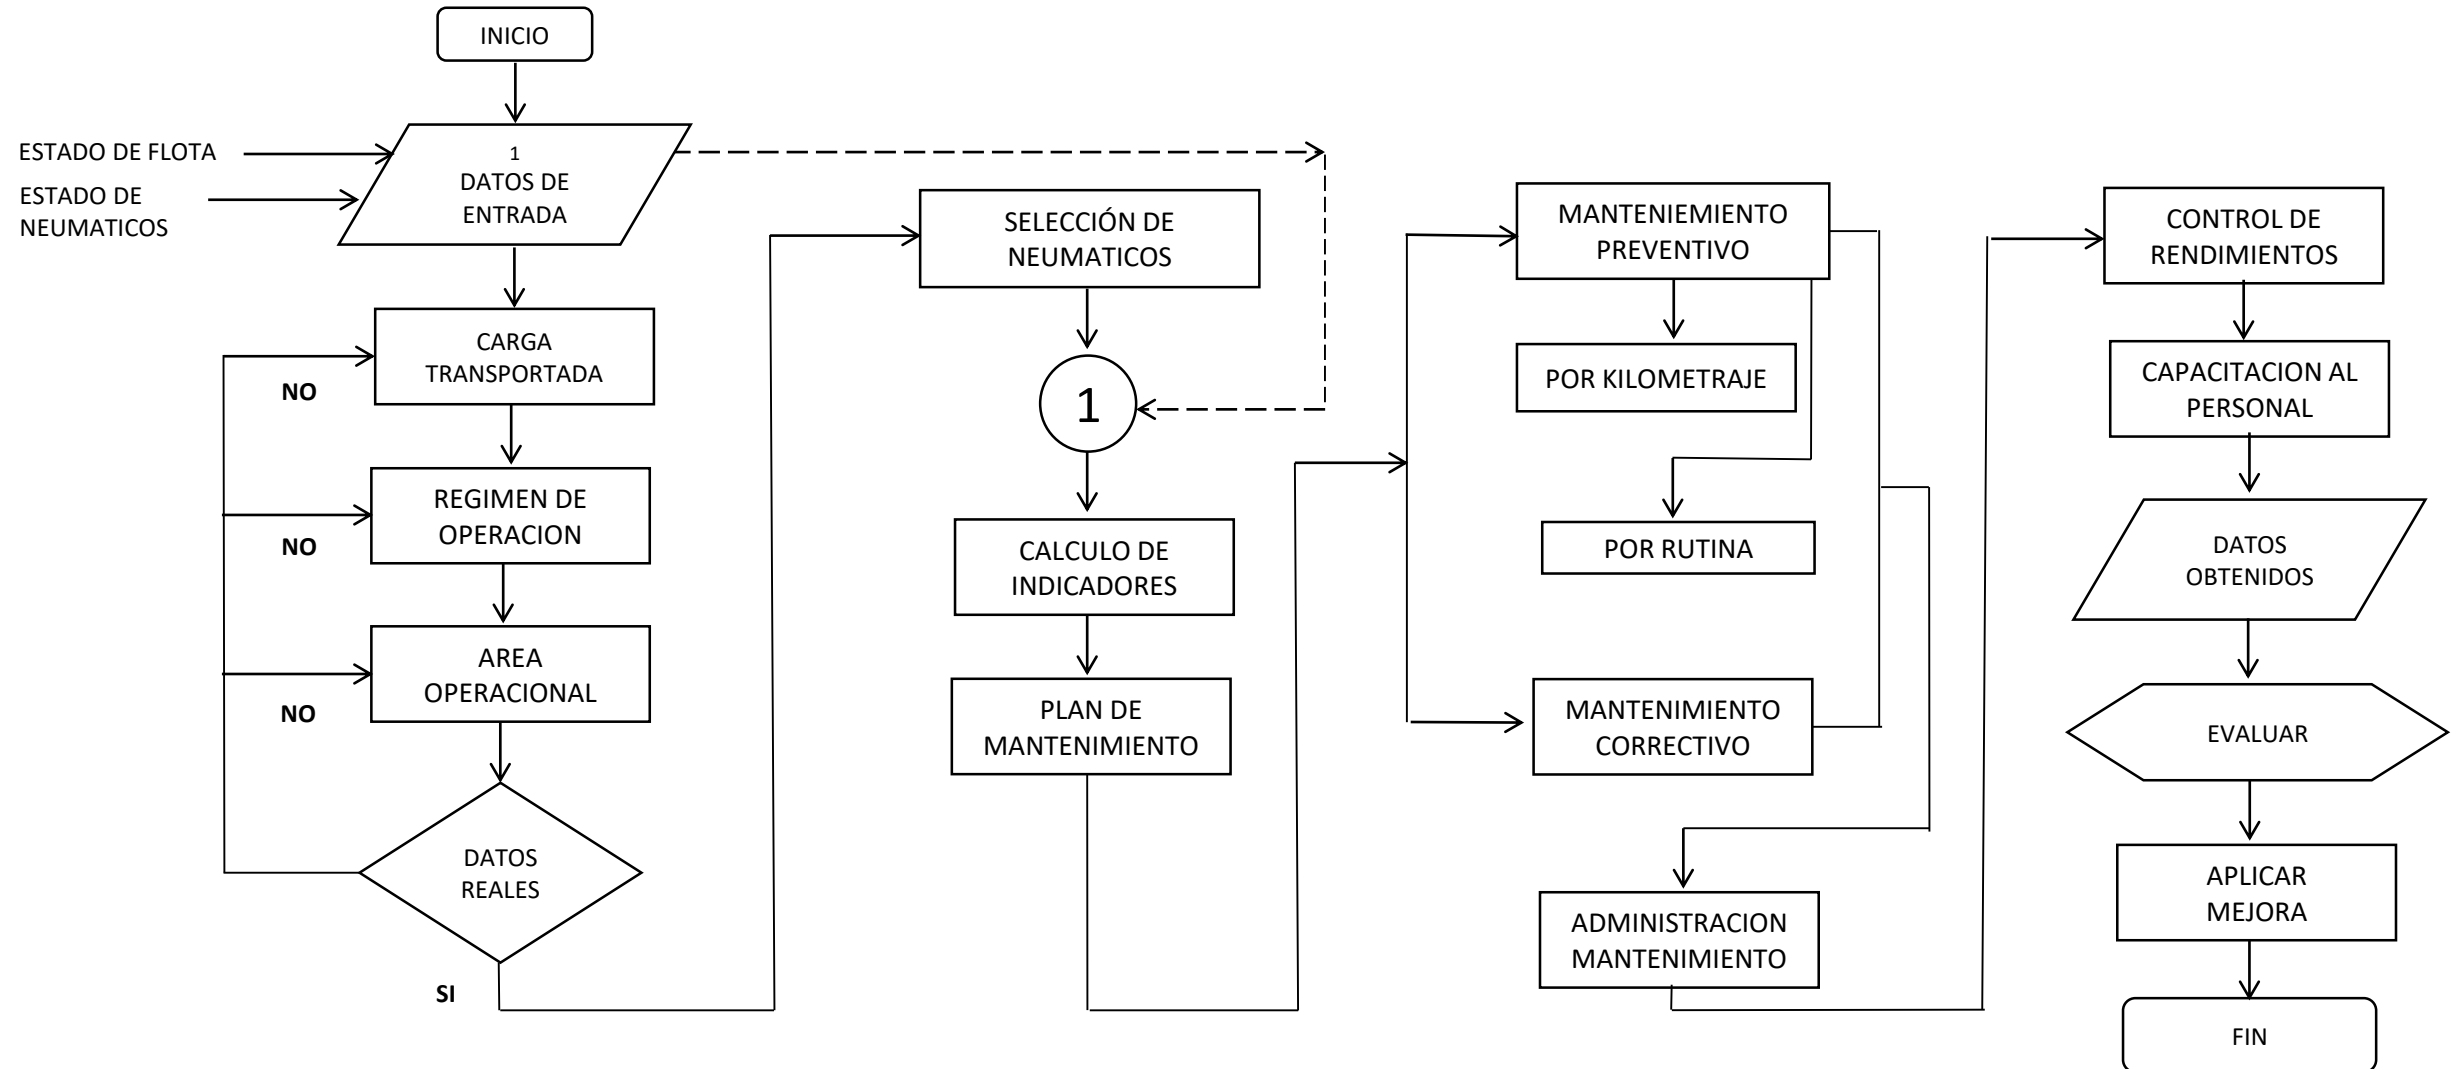 INICIO
ESTADO DE FLOTA
ESTADO DE
NEUMATICOS
1
DATOS DE
ENTRADA
CARGA
TRANSPORTADA
NO
REGIMEN DE
OPERACION
NO
AREA
OPERACIONAL
NO
DATOS
REALES
SI
SELECCIÓN DE
NEUMATICOS
1
CALCULO DE
INDICADORES
PLAN DE
MANTENIMIENTO
MANTENIEMIENTO
PREVENTIVO
POR KILOMETRAJE
POR RUTINA
MANTENIMIENTO
CORRECTIVO
ADMINISTRACION
MANTENIMIENTO
CONTROL DE
RENDIMIENTOS
CAPACITACION AL
PERSONAL
DATOS
OBTENIDOS
EVALUAR
APLICAR
MEJORA
FIN